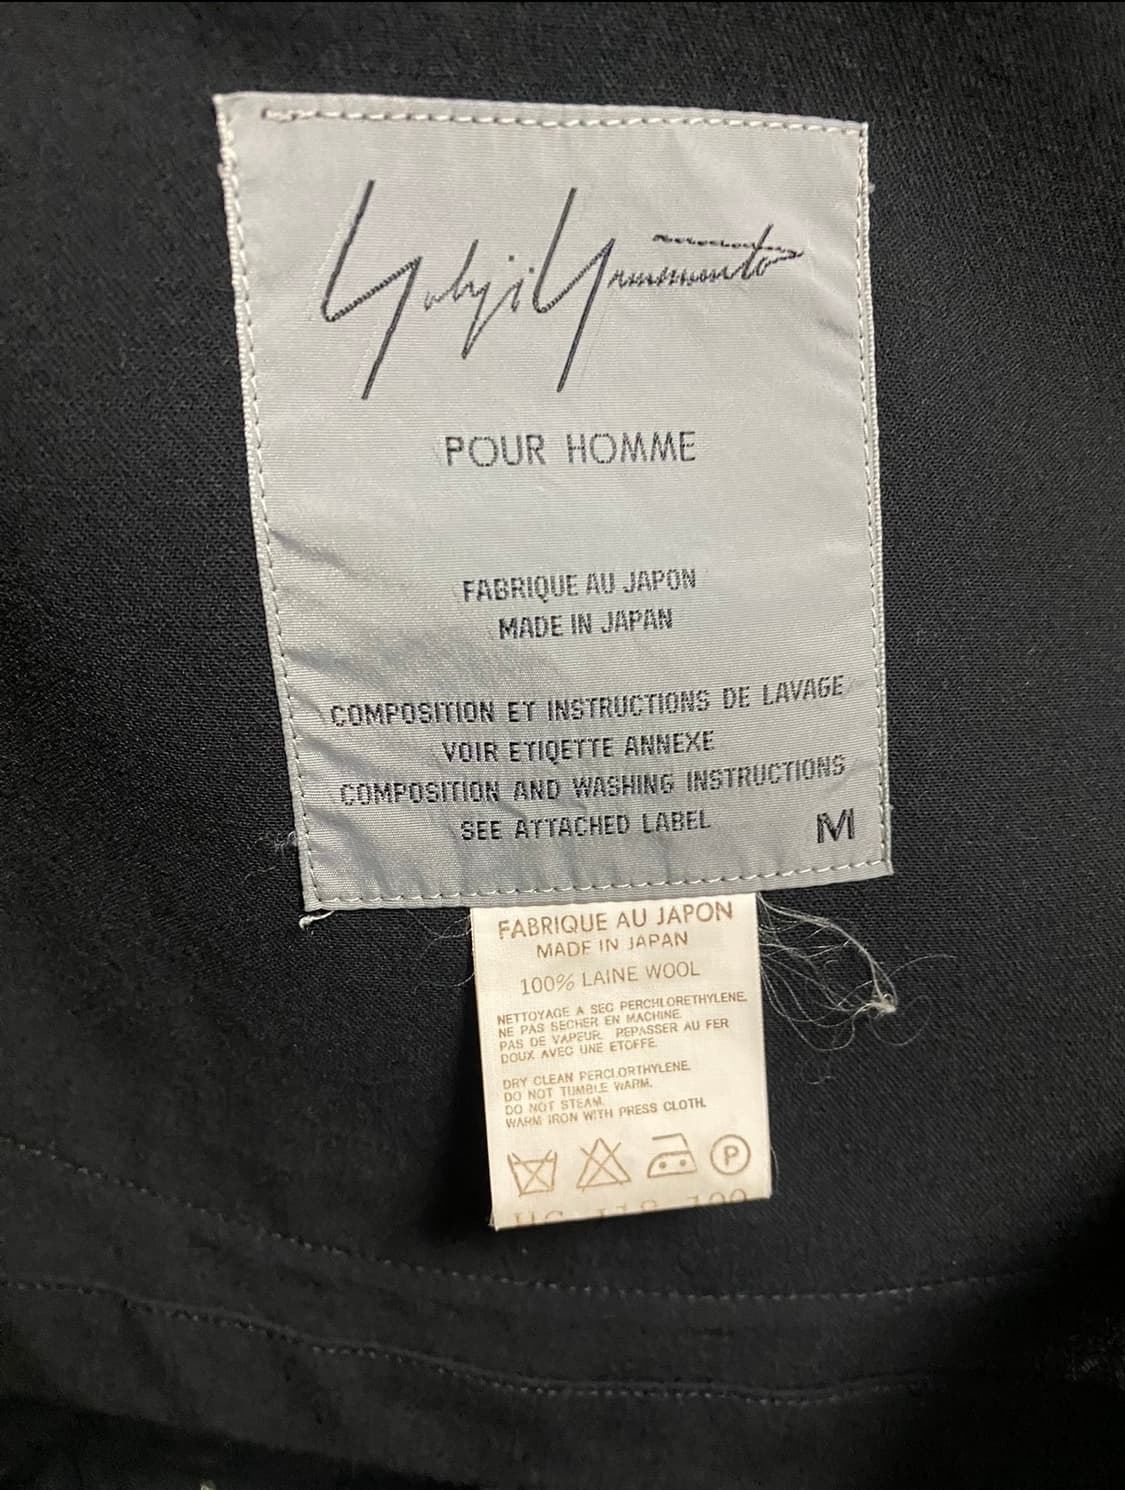 Yohji Yamamoto
POUR HOMME
FABRIQUE AU JAPON
MADE IN JAPAN
COMPOSITION ET INSTRUCTIONS DE LAVAGE
VOIR ETIQETTE ANNEXE
COMPOSITION AND WASHING INSTRUCTIONS
SEE ATTACHED LABEL
M
FABRIQUE AU JAPON
MADE IN JAPAN
100% LAINE WOOL
NETTOYAGE A SEC PERCHLORETHYLENE.
NE PAS SECHER EN MACHINE.
PAS DE VAPEUR. PEPASSER AU FER
DOUX AVEC UNE ETOFFE.
DRY CLEAN PERCLORTHYLENE.
DO NOT TUMBLE WARM.
DO NOT STEAM.
WARM IRON WITH PRESS CLOTH.
P